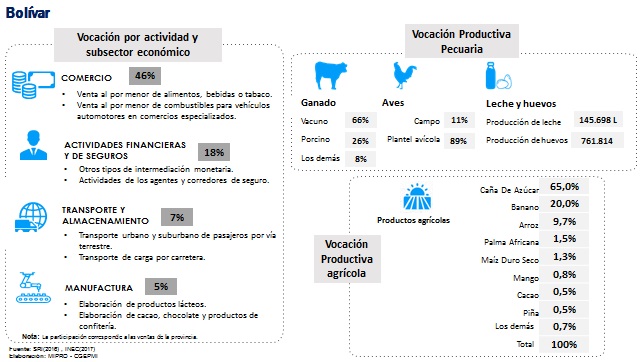 Bolívar
Vocación por actividad y
subsector económico
COMERCIO 46%
• Venta al por menor de alimentos, bebidas o tabaco.
• Venta al por menor de combustibles para vehículos
automotores en comercios especializados.
ACTIVIDADES FINANCIERAS
Y DE SEGUROS 18%
• Otros tipos de intermediación monetaria.
• Actividades de los agentes y corredores de seguro.
TRANSPORTE Y
ALMACENAMIENTO 7%
• Transporte urbano y suburbano de pasajeros por vía
terrestre.
• Transporte de carga por carretera.
MANUFACTURA 5%
• Elaboración de productos lácteos.
• Elaboración de cacao, chocolate y productos de
confitería.
Nota: La participación corresponde a las ventas de la provincia.
Fuente: SRI(2016) , INEC(2017)
Elaboración: MIPRO - CGEPMI
Vocación Productiva
Pecuaria
Ganado
Vacuno 66%
Porcino 26%
Los demás 8%
Aves
Campo 11%
Plantel avícola 89%
Leche y huevos
Producción de leche 145.698 L
Producción de huevos 761.814
Vocación
Productiva
agrícola
Productos agrícolas
Caña De Azúcar 65,0%
Banano 20,0%
Arroz 9,7%
Palma Africana 1,5%
Maíz Duro Seco 1,3%
Mango 0,8%
Cacao 0,5%
Piña 0,5%
Los demás 0,7%
Total 100%